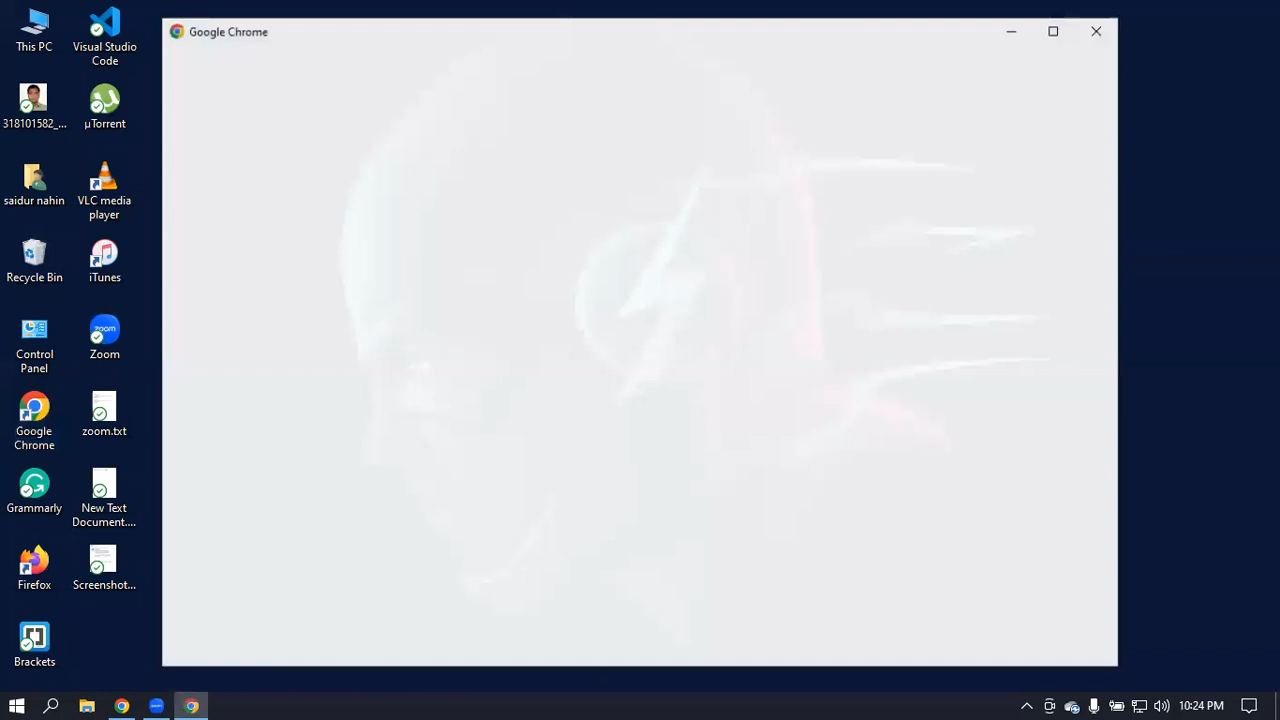 Google Chrome
This PC
Visual Studio
Code
318101582_...
µTorrent
saidur nahin
VLC media
player
Recycle Bin
iTunes
Control
Panel
zoom
Zoom
Google
Chrome
zoom.txt
Grammarly
New Text
Document....
Firefox
Screenshot...
Brackets
10:24 PM